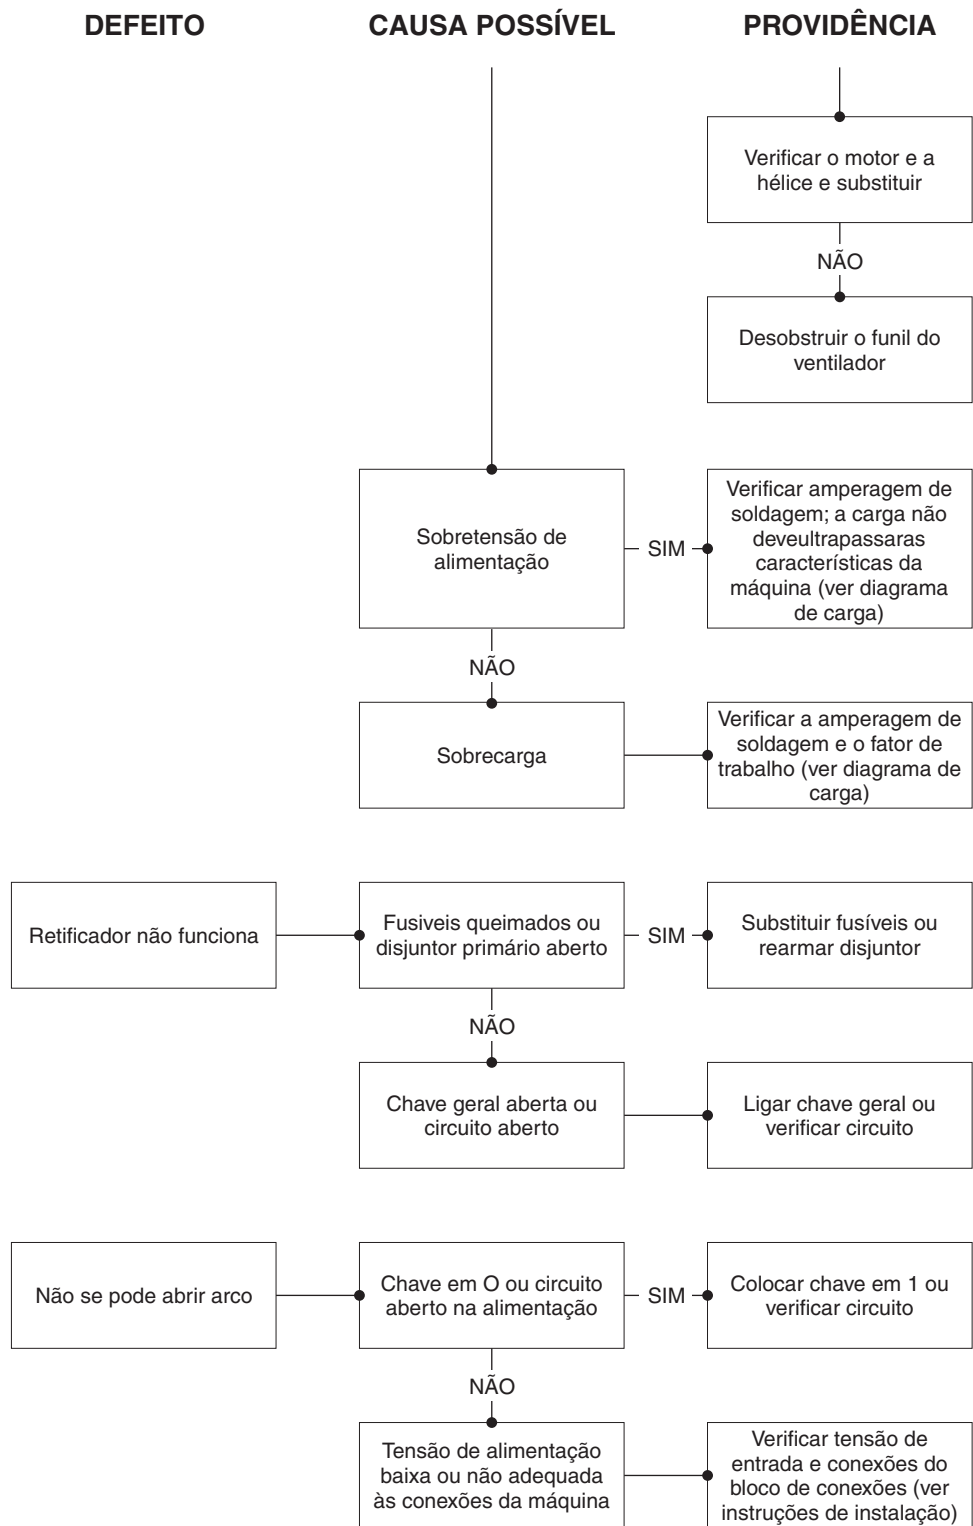 DEFEITO
CAUSA POSSÍVEL
PROVIDÊNCIA
Verificar o motor e a
hélice e substituir
NÃO
Desobstruir o funil do
ventilador
Sobretensão de
alimentação
SIM
Verificar amperagem de
soldagem; a carga não
deveultrapassaras
características da
máquina (ver diagrama
de carga)
NÃO
Sobrecarga
Verificar a amperagem de
soldagem e o fator de
trabalho (ver diagrama de
carga)
Retificador não funciona
Fusiveis queimados ou
disjuntor primário aberto
SIM
Substituir fusíveis ou
rearmar disjuntor
NÃO
Chave geral aberta ou
circuito aberto
Ligar chave geral ou
verificar circuito
Não se pode abrir arco
Chave em O ou circuito
aberto na alimentação
SIM
Colocar chave em 1 ou
verificar circuito
NÃO
Tensão de alimentação
baixa ou não adequada
às conexões da máquina
Verificar tensão de
entrada e conexões do
bloco de conexões (ver
instruções de instalação)